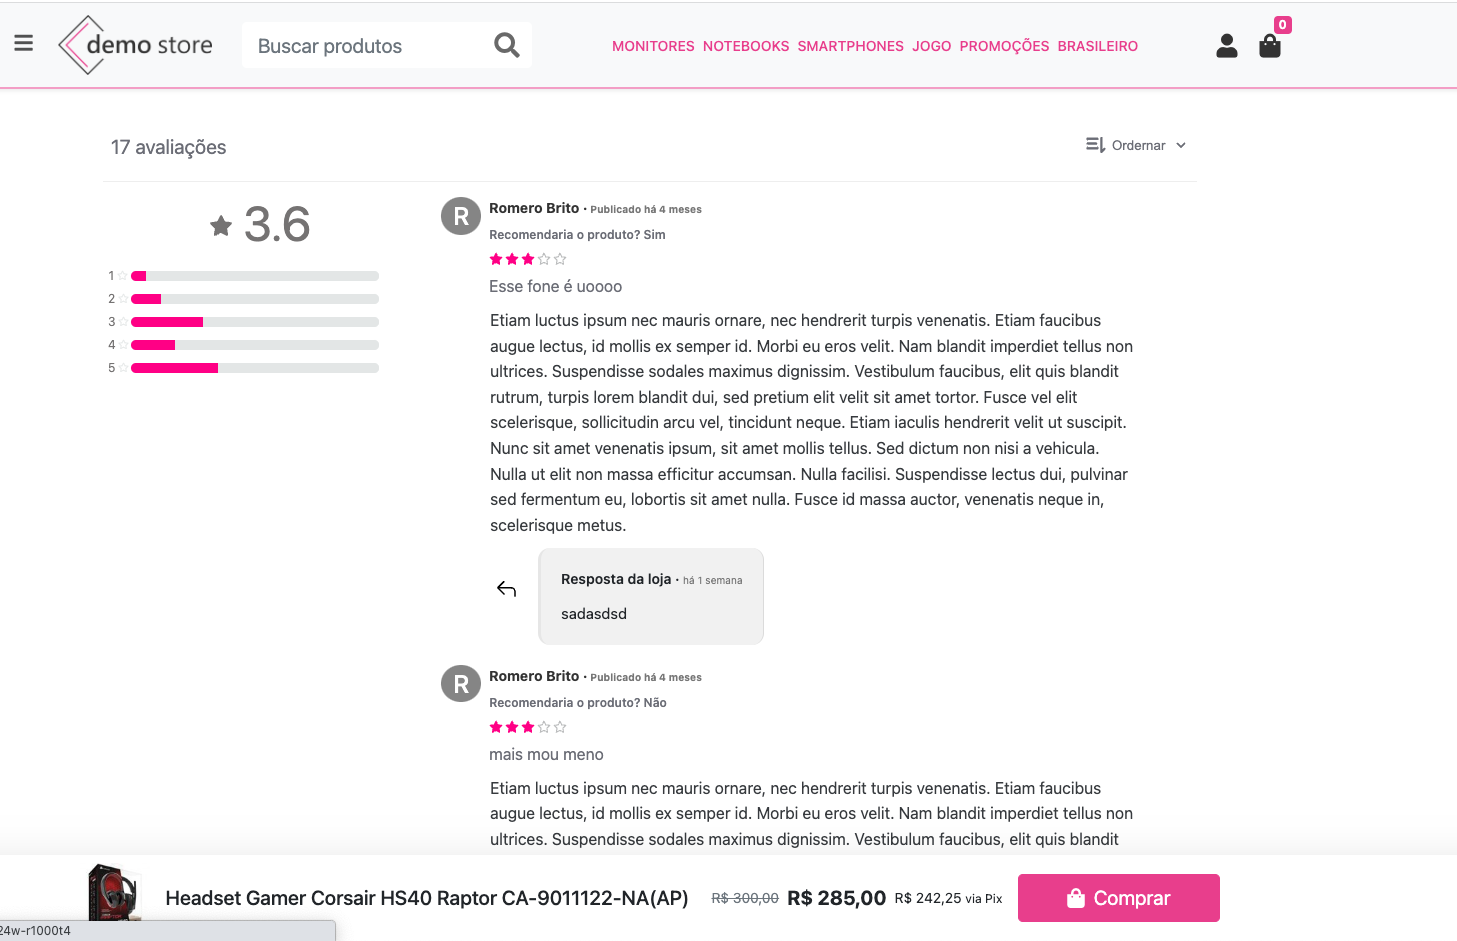 demo store
Buscar produtos
MONITORES NOTEBOOKS SMARTPHONES JOGO PROMOÇÕES BRASILEIRO
0
17 avaliações
Ordernar
3.6
1
2
3
4
5
R
Romero Brito · Publicado há 4 meses
Recomendaria o produto? Sim
Esse fone é uoooo
Etiam luctus ipsum nec mauris ornare, nec hendrerit turpis venenatis. Etiam faucibus
augue lectus, id mollis ex semper id. Morbi eu eros velit. Nam blandit imperdiet tellus non
ultrices. Suspendisse sodales maximus dignissim. Vestibulum faucibus, elit quis blandit
rutrum, turpis lorem blandit dui, sed pretium elit velit sit amet tortor. Fusce vel elit
scelerisque, sollicitudin arcu vel, tincidunt neque. Etiam iaculis hendrerit velit ut suscipit.
Nunc sit amet venenatis ipsum, sit amet mollis tellus. Sed dictum non nisi a vehicula.
Nulla ut elit non massa efficitur accumsan. Nulla facilisi. Suspendisse lectus dui, pulvinar
sed fermentum eu, lobortis sit amet nulla. Fusce id massa auctor, venenatis neque in,
scelerisque metus.
Resposta da loja · há 1 semana
sadasdsd
R
Romero Brito · Publicado há 4 meses
Recomendaria o produto? Não
mais mou meno
Etiam luctus ipsum nec mauris ornare, nec hendrerit turpis venenatis. Etiam faucibus
augue lectus, id mollis ex semper id. Morbi eu eros velit. Nam blandit imperdiet tellus non
ultrices. Suspendisse sodales maximus dignissim. Vestibulum faucibus, elit quis blandit
Headset Gamer Corsair HS40 Raptor CA-9011122-NA(AP)
R$ 300,00 R$ 285,00 R$ 242,25 via Pix
Comprar
24w-r1000t4